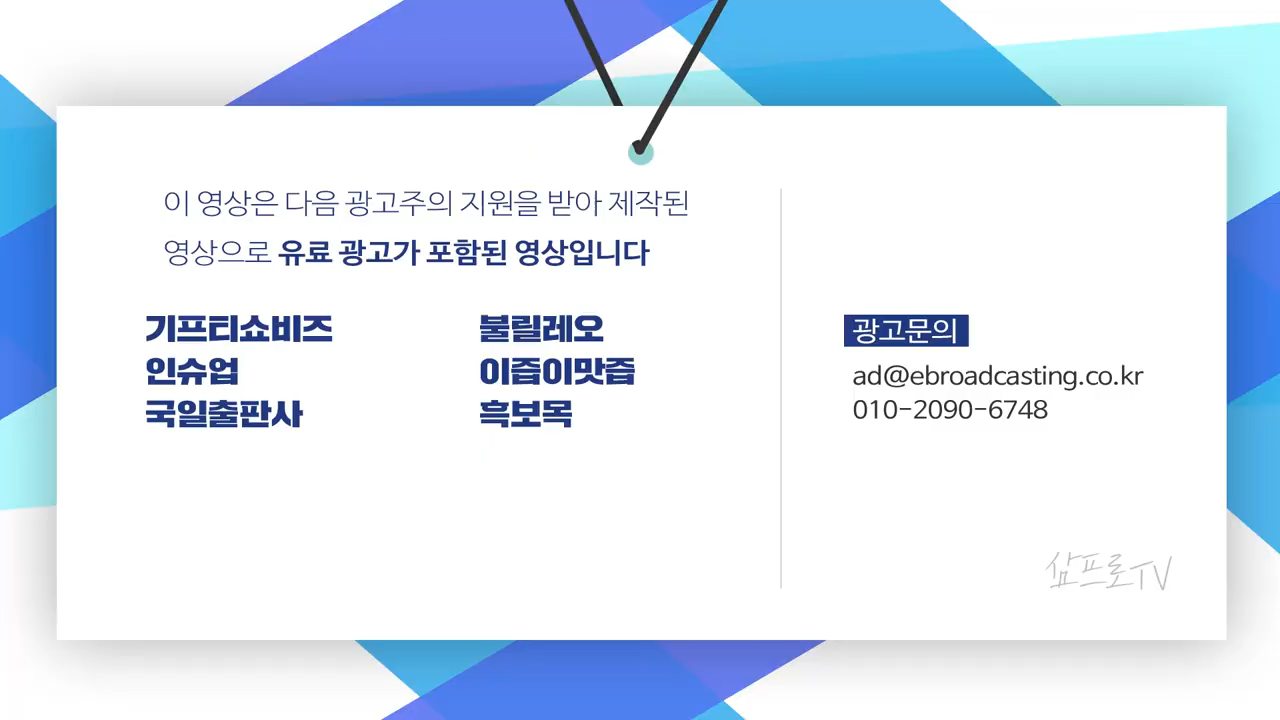 이 영상은 다음 광고주의 지원을 받아 제작된
영상으로 유료 광고가 포함된 영상입니다
기프티쇼비즈
인슈업
국일출판사
불릴레오
이즙이맛즙
흑보목
광고문의
ad@ebroadcasting.co.kr
010-2090-6748
삼프로TV